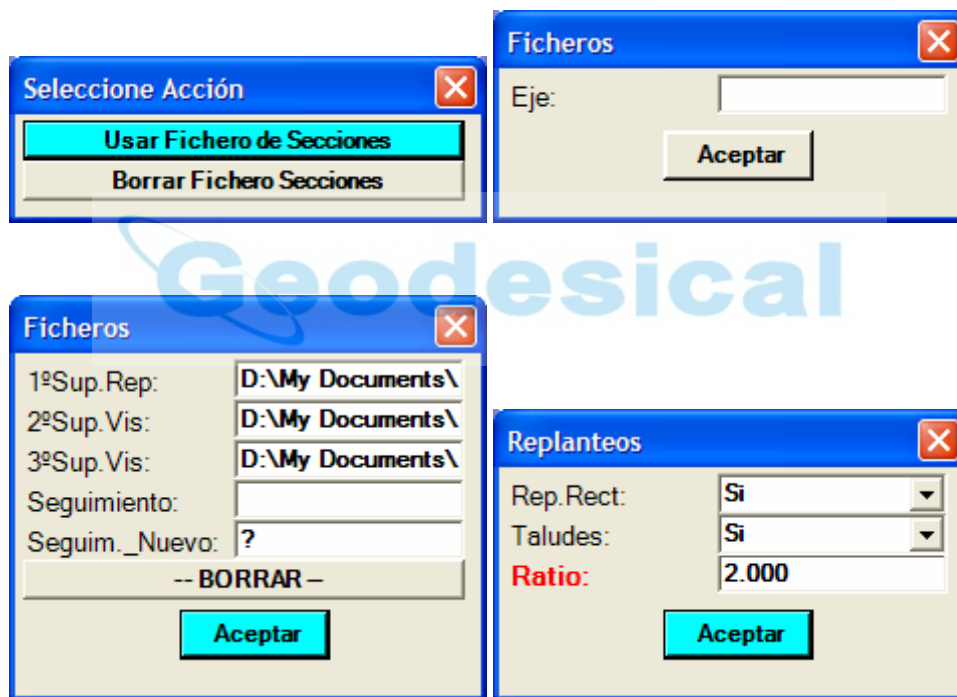 Seleccione Acción
Usar Fichero de Secciones
Borrar Fichero Secciones
Ficheros
Eje:
Aceptar
Geodesical
Ficheros
1ºSup.Rep: D:\My Documents\
2ºSup.Vis: D:\My Documents\
3ºSup.Vis: D:\My Documents\
Seguimiento:
Seguim._Nuevo: ?
-- BORRAR --
Aceptar
Replanteos
Rep.Rect: Si
Taludes: Si
Ratio: 2.000
Aceptar